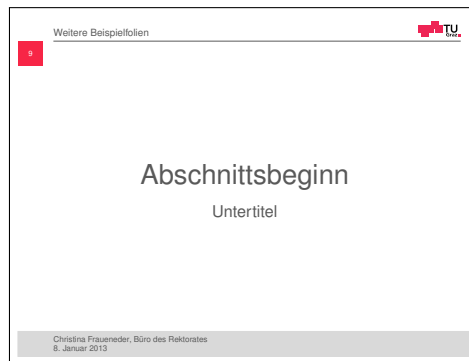 Weitere Beispielfolien
TU
Graz
9
Abschnittsbeginn
Untertitel
Christina Fraueneder, Büro des Rektorates
8. Januar 2013